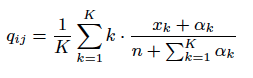 q_{ij} = \frac{1}{K} \sum_{k=1}^{K} k \cdot \frac{x_k + \alpha_k}{n + \sum_{k=1}^{K} \alpha_k}